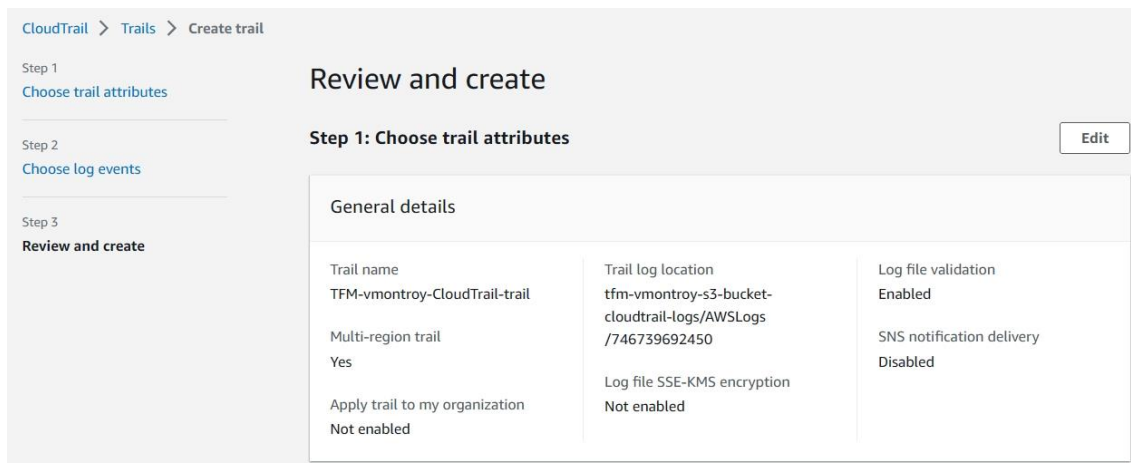 CloudTrail > Trails > Create trail
Step 1
Choose trail attributes
Step 2
Choose log events
Step 3
Review and create
Review and create
Step 1: Choose trail attributes
Edit
General details
Trail name
TFM-vmontroy-CloudTrail-trail
Multi-region trail
Yes
Apply trail to my organization
Not enabled
Trail log location
tfm-vmontroy-s3-bucket-
cloudtrail-logs/AWSLogs
/746739692450
Log file SSE-KMS encryption
Not enabled
Log file validation
Enabled
SNS notification delivery
Disabled